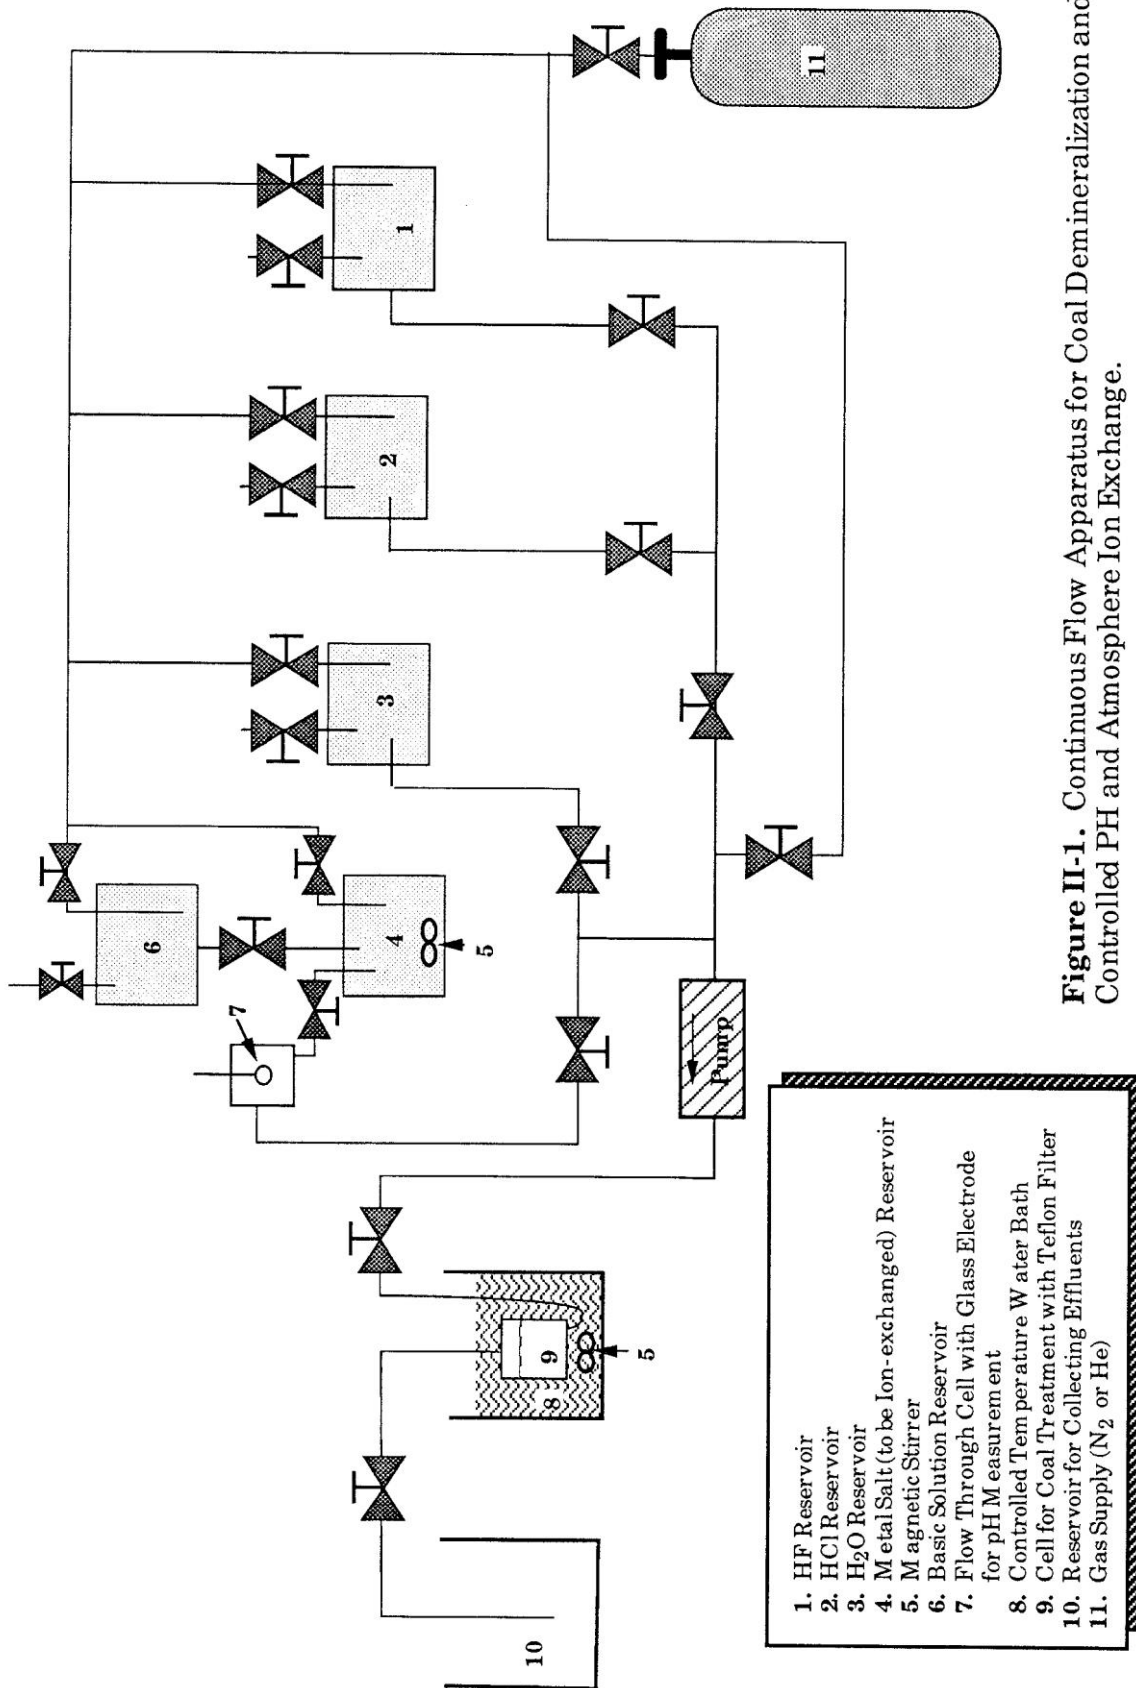 11
1
2
3
6
4
5
7
Pump
9
8
5
10
1. HF Reservoir
2. HCl Reservoir
3. H₂O Reservoir
4. Metal Salt (to be Ion-exchanged) Reservoir
5. Magnetic Stirrer
6. Basic Solution Reservoir
7. Flow Through Cell with Glass Electrode
for pH Measurement
8. Controlled Temperature Water Bath
9. Cell for Coal Treatment with Teflon Filter
10. Reservoir for Collecting Effluents
11. Gas Supply (N₂ or He)
Figure II-1. Continuous Flow Apparatus for Coal Demineralization and
Controlled PH and Atmosphere Ion Exchange.